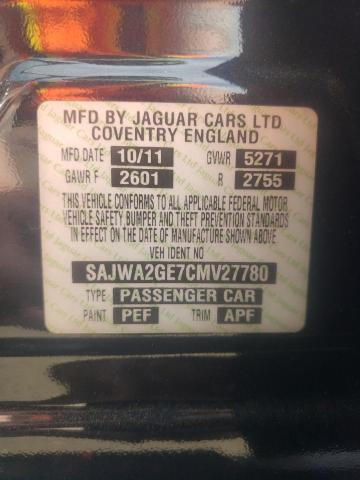 MFD BY JAGUAR CARS LTD
COVENTRY ENGLAND
MFD DATE 10/11 GVWR 5271
GAWR F 2601 R 2755
THIS VEHICLE CONFORMS TO ALL APPLICABLE FEDERAL MOTOR
VEHICLE SAFETY BUMPER AND THEFT PREVENTION STANDARDS
IN EFFECT ON THE DATE OF MANUFACTURE SHOWN ABOVE.
VEH IDENT NO
SAJWA2GE7CMV27780
TYPE PASSENGER CAR
PAINT PEF TRIM APF